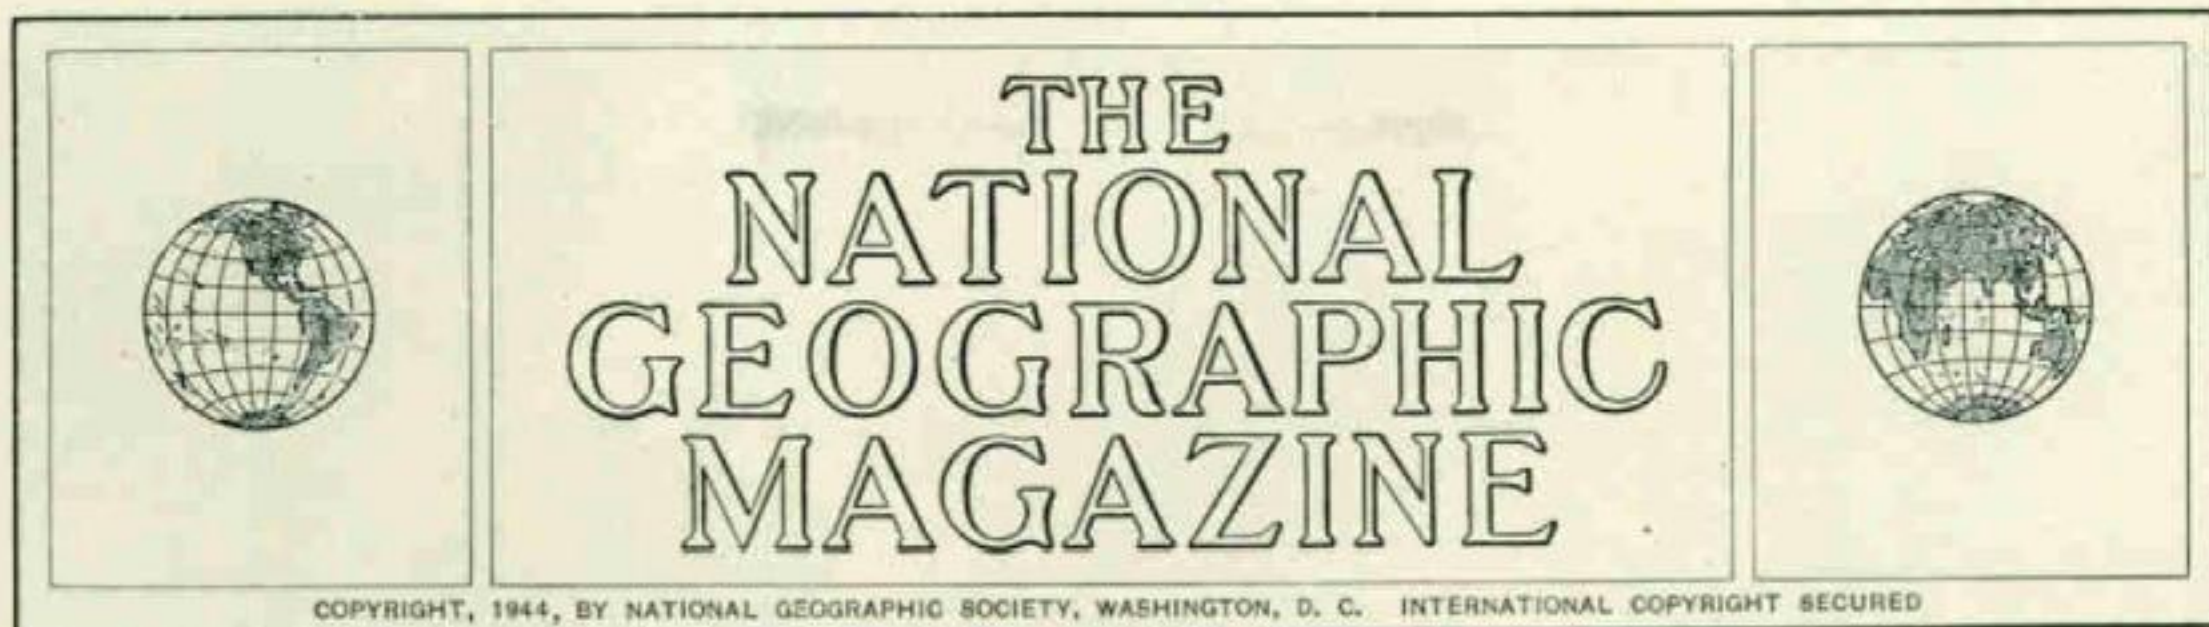 THE
NATIONAL
GEOGRAPHIC
MAGAZINE
COPYRIGHT, 1944, BY NATIONAL GEOGRAPHIC SOCIETY, WASHINGTON, D. C. INTERNATIONAL COPYRIGHT SECURED